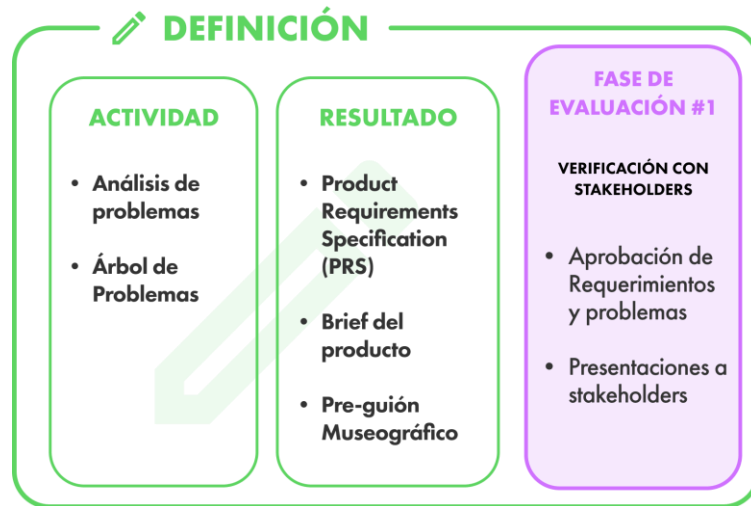 DEFINICIÓN
ACTIVIDAD
• Análisis de
problemas
• Árbol de
Problemas
RESULTADO
• Product
Requirements
Specification
(PRS)
• Brief del
producto
• Pre-guión
Museográfico
FASE DE
EVALUACIÓN #1
VERIFICACIÓN CON
STAKEHOLDERS
• Aprobación de
Requerimientos
y problemas
• Presentaciones a
stakeholders